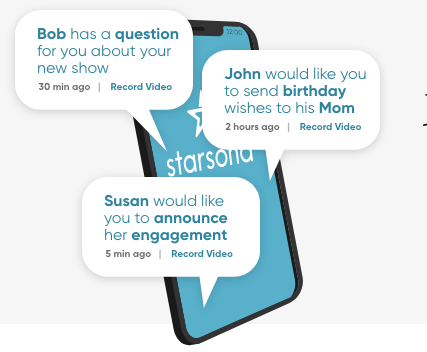 12:00
Bob has a question
for you about your
new show
30 min ago | Record Video
John would like you
to send birthday
wishes to his Mom
2 hours ago | Record Video
starsona
Susan would like
you to announce
her engagement
5 min ago | Record Video